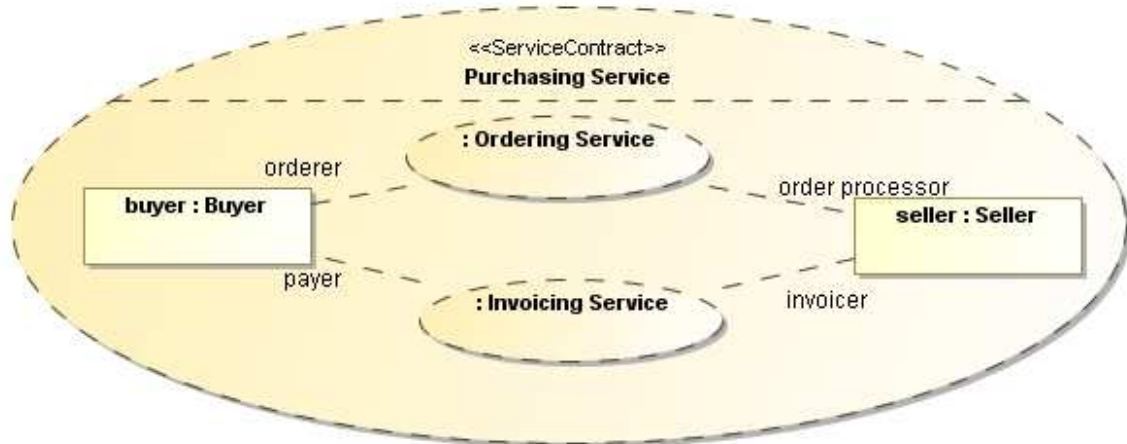 <<ServiceContract>>
Purchasing Service
: Ordering Service
orderer
order processor
buyer : Buyer
seller : Seller
payer
: Invoicing Service
invoicer